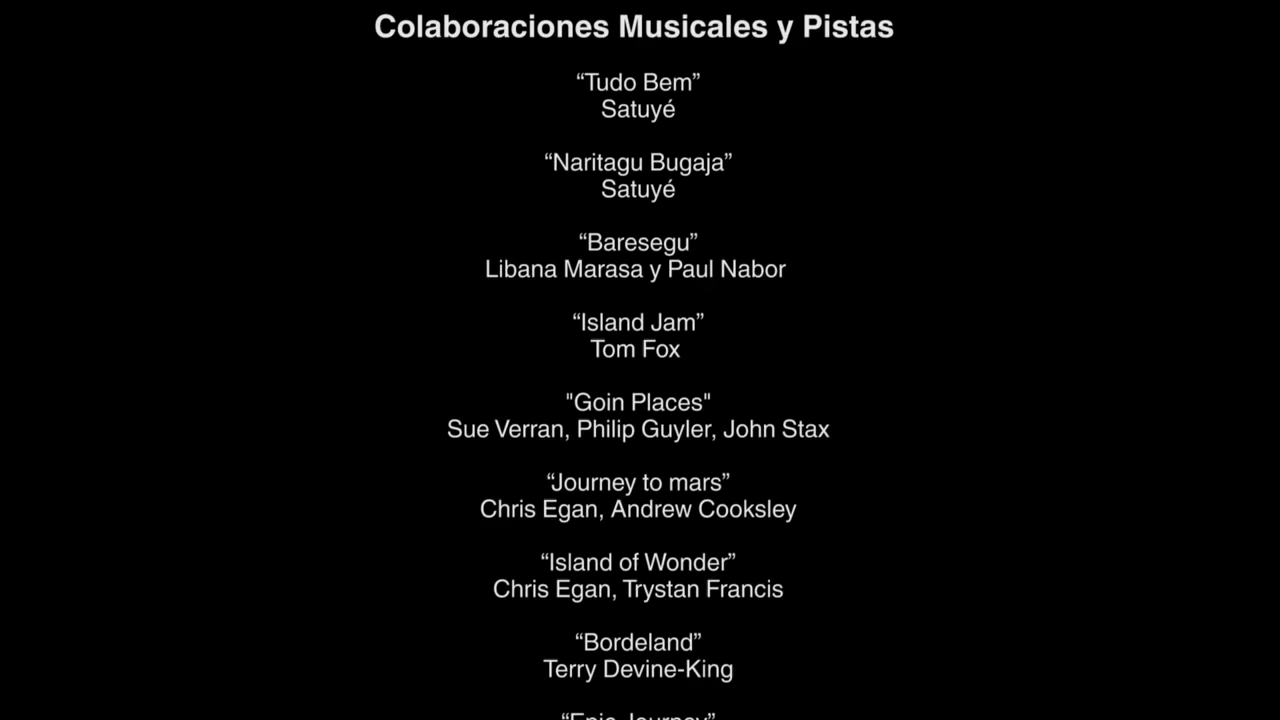 Colaboraciones Musicales y Pistas
“Tudo Bem”
Satuyé
“Naritagu Bugaja”
Satuyé
“Baresegu”
Libana Marasa y Paul Nabor
“Island Jam”
Tom Fox
"Goin Places"
Sue Verran, Philip Guyler, John Stax
“Journey to mars”
Chris Egan, Andrew Cooksley
“Island of Wonder”
Chris Egan, Trystan Francis
“Bordeland”
Terry Devine-King
“Epic Journey”